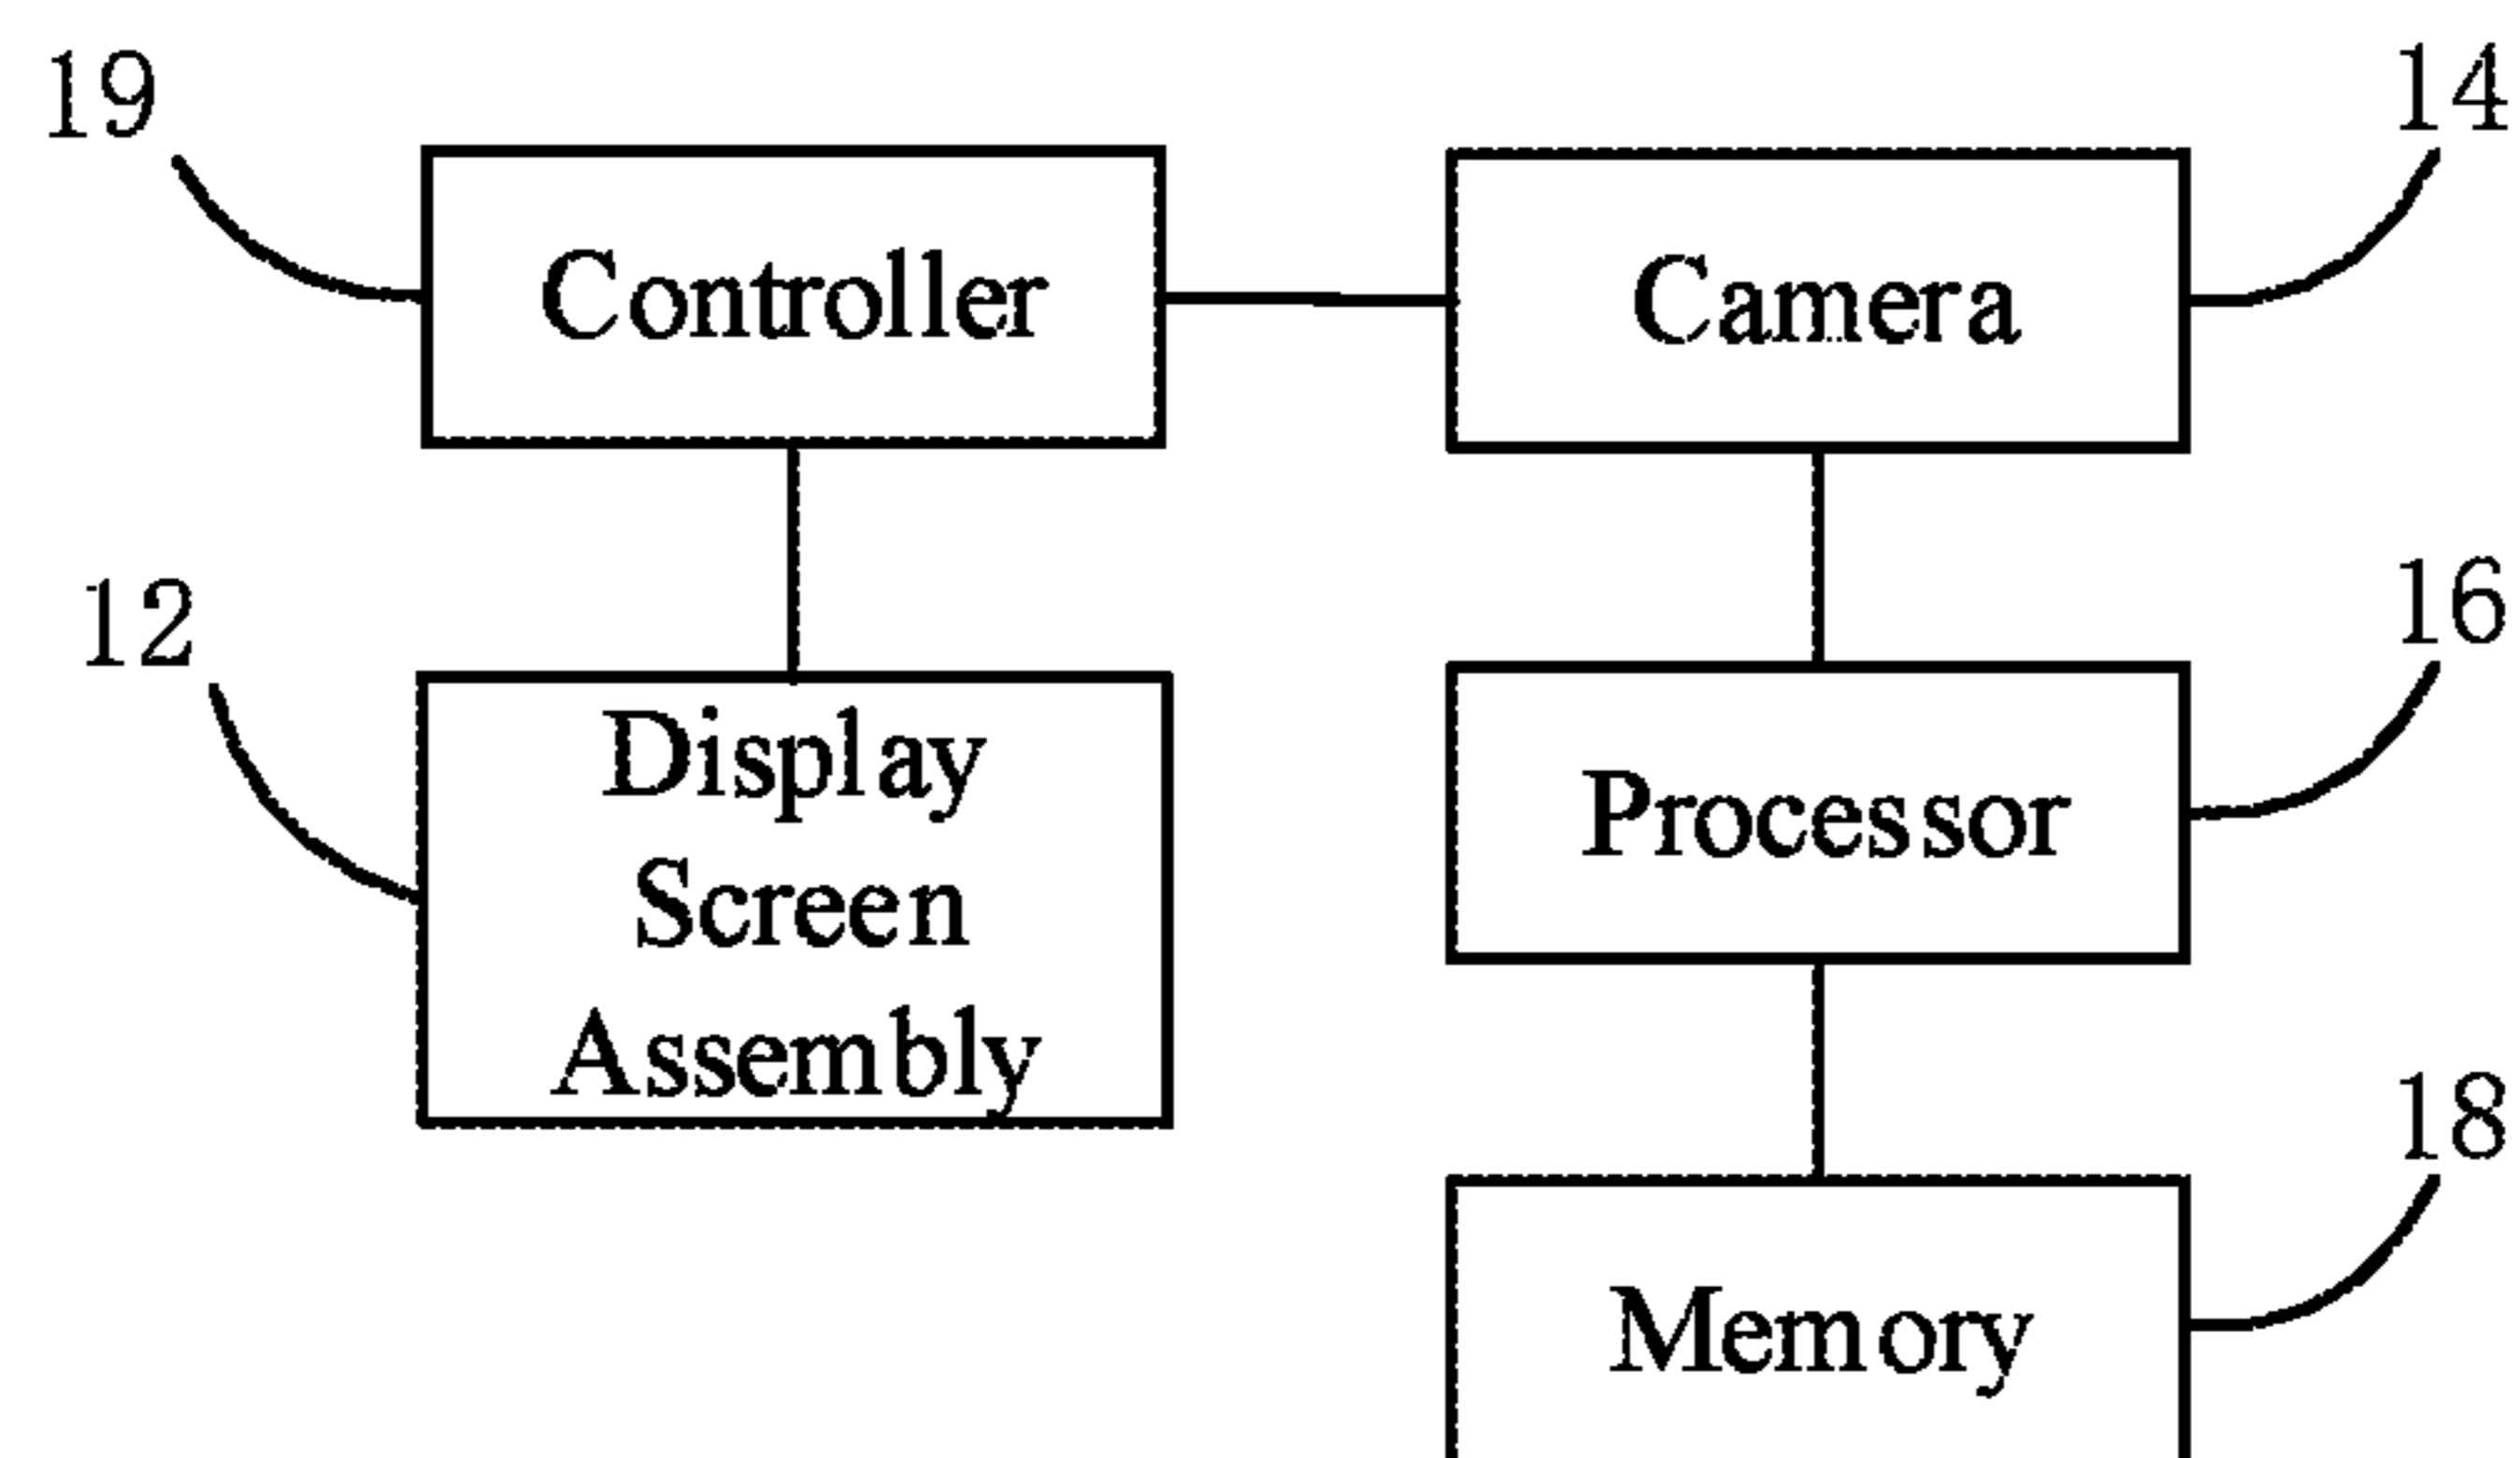 19
14
Controller
Camera
12
16
Display
Screen
Assembly
Processor
18
Memory